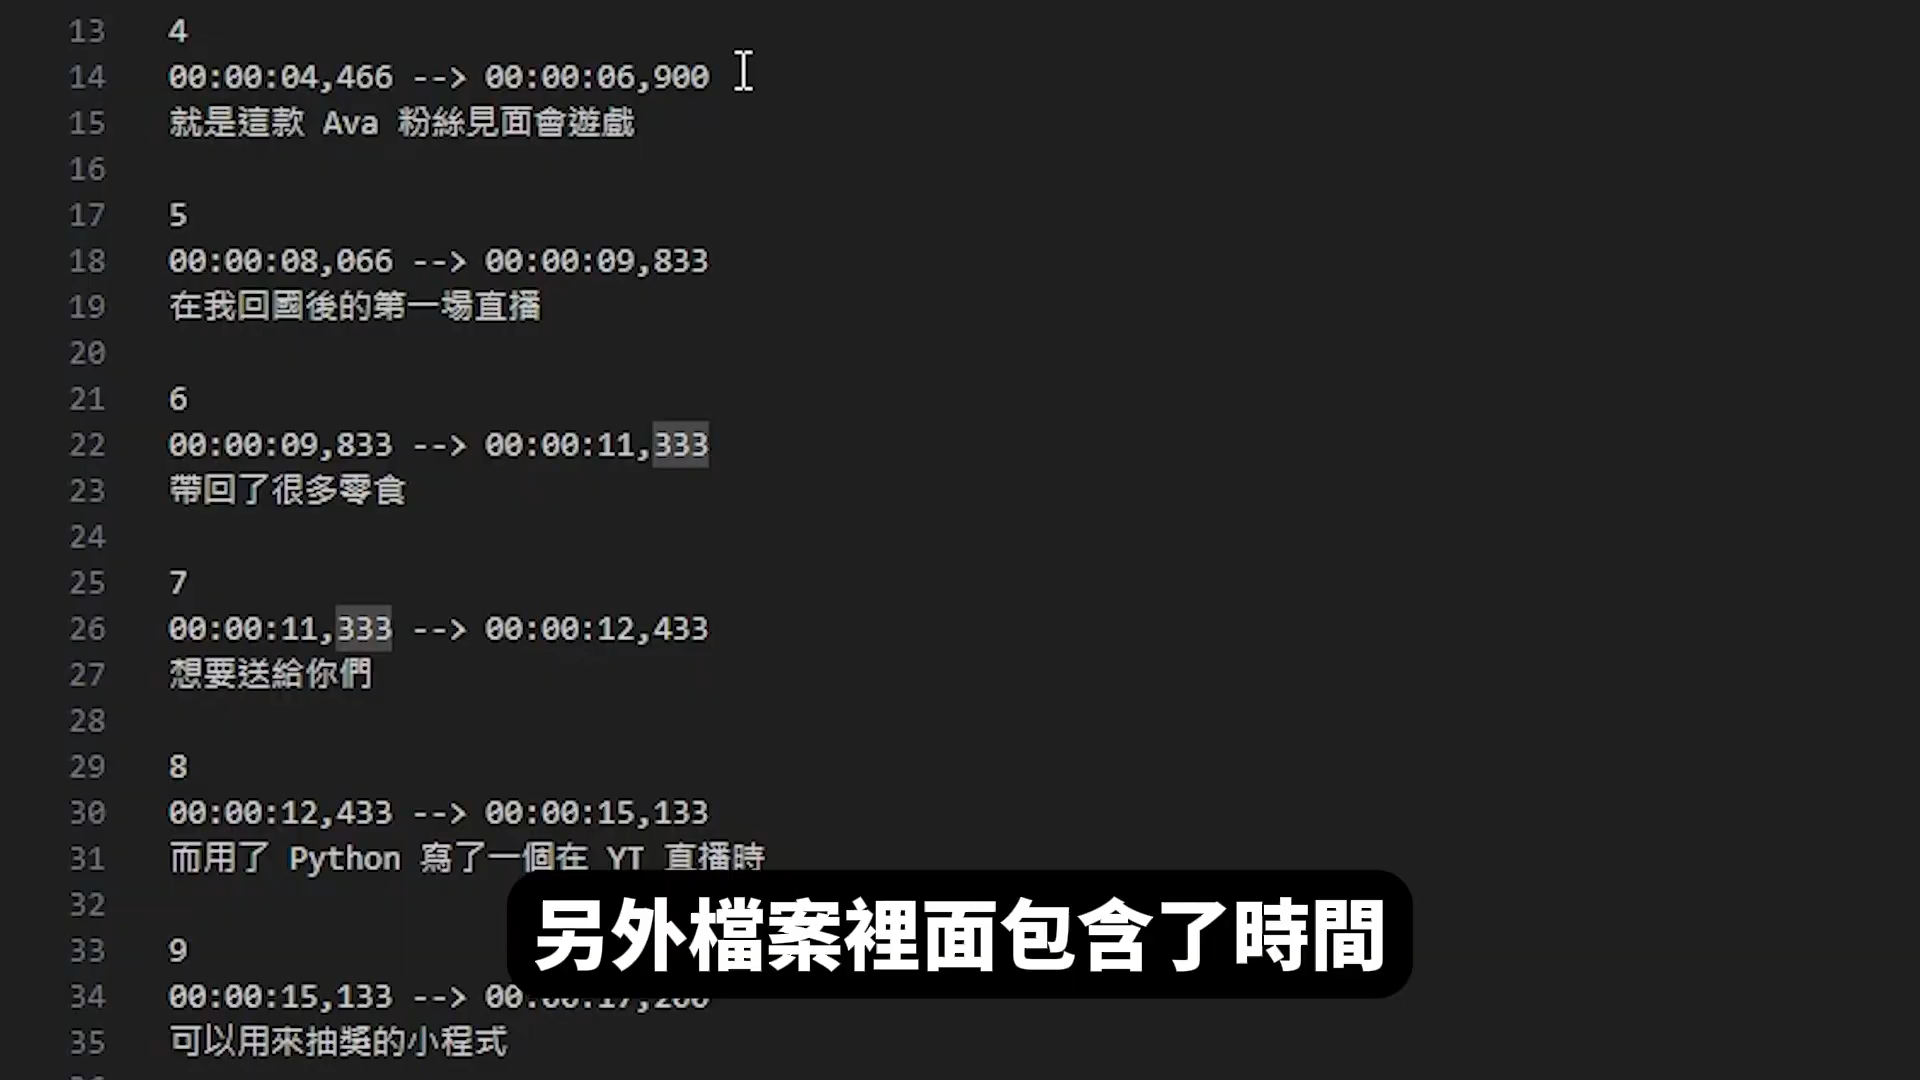 13 4
14 00:00:04,466 --> 00:00:06,900
15 就是這款 Ava 粉絲見面會遊戲
16
17 5
18 00:00:08,066 --> 00:00:09,833
19 在我回國後的第一場直播
20
21 6
22 00:00:09,833 --> 00:00:11,333
23 帶回了很多零食
24
25 7
26 00:00:11,333 --> 00:00:12,433
27 想要送給你們
28
29 8
30 00:00:12,433 --> 00:00:15,133
31 而用了 Python 寫了一個在 YT 直播時
32
33 9
34 00:00:15,133 --> 
35 可以用來抽獎的小程式
另外檔案裡面包含了時間